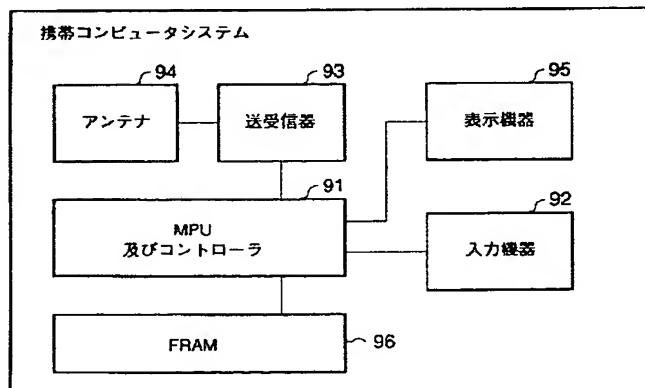 携帯コンピュータシステム
94
93
95
アンテナ
送受信器
表示機器
91
92
MPU
及びコントローラ
入力機器
FRAM
96